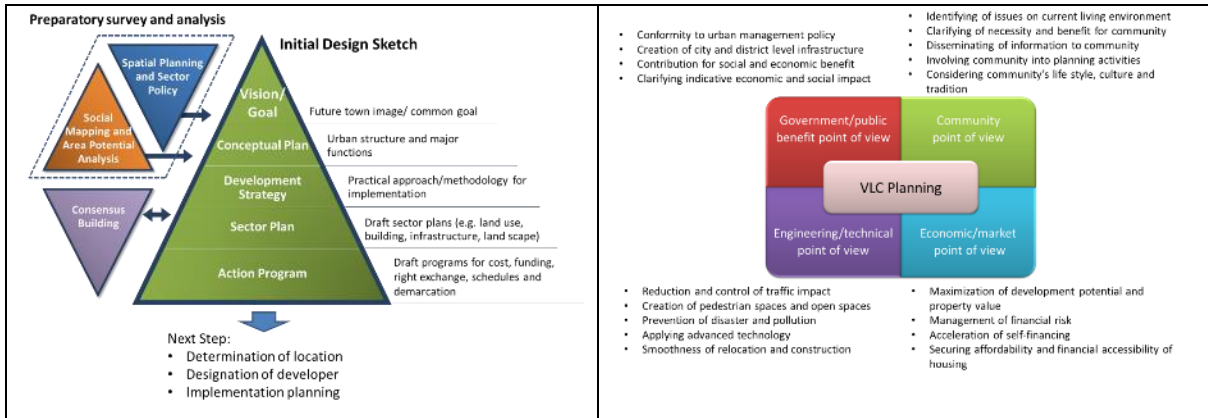 Preparatory survey and analysis
Initial Design Sketch
Spatial Planning
and Sector
Policy
Social
Mapping and
Area Potential
Analysis
Consensus
Building
Vision/
Goal
Future town image/ common goal
Conceptual Plan
Urban structure and major
functions
Development
Strategy
Practical approach/methodology for
implementation
Sector Plan
Draft sector plans (e.g. land use,
building, infrastructure, land scape)
Action Program
Draft programs for cost, funding,
right exchange, schedules and
demarcation
Next Step:
• Determination of location
• Designation of developer
• Implementation planning
• Conformity to urban management policy
• Creation of city and district level infrastructure
• Contribution for social and economic benefit
• Clarifying indicative economic and social impact
• Identifying of issues on current living environment
• Clarifying of necessity and benefit for community
• Disseminating of information to community
• Involving community into planning activities
• Considering community's life style, culture and
tradition
Government/public
benefit point of view
Community
point of view
VLC Planning
Engineering/technical
point of view
Economic/market
point of view
• Reduction and control of traffic impact
• Creation of pedestrian spaces and open spaces
• Prevention of disaster and pollution
• Applying advanced technology
• Smoothness of relocation and construction
• Maximization of development potential and
property value
• Management of financial risk
• Acceleration of self-financing
• Securing affordability and financial accessibility of
housing